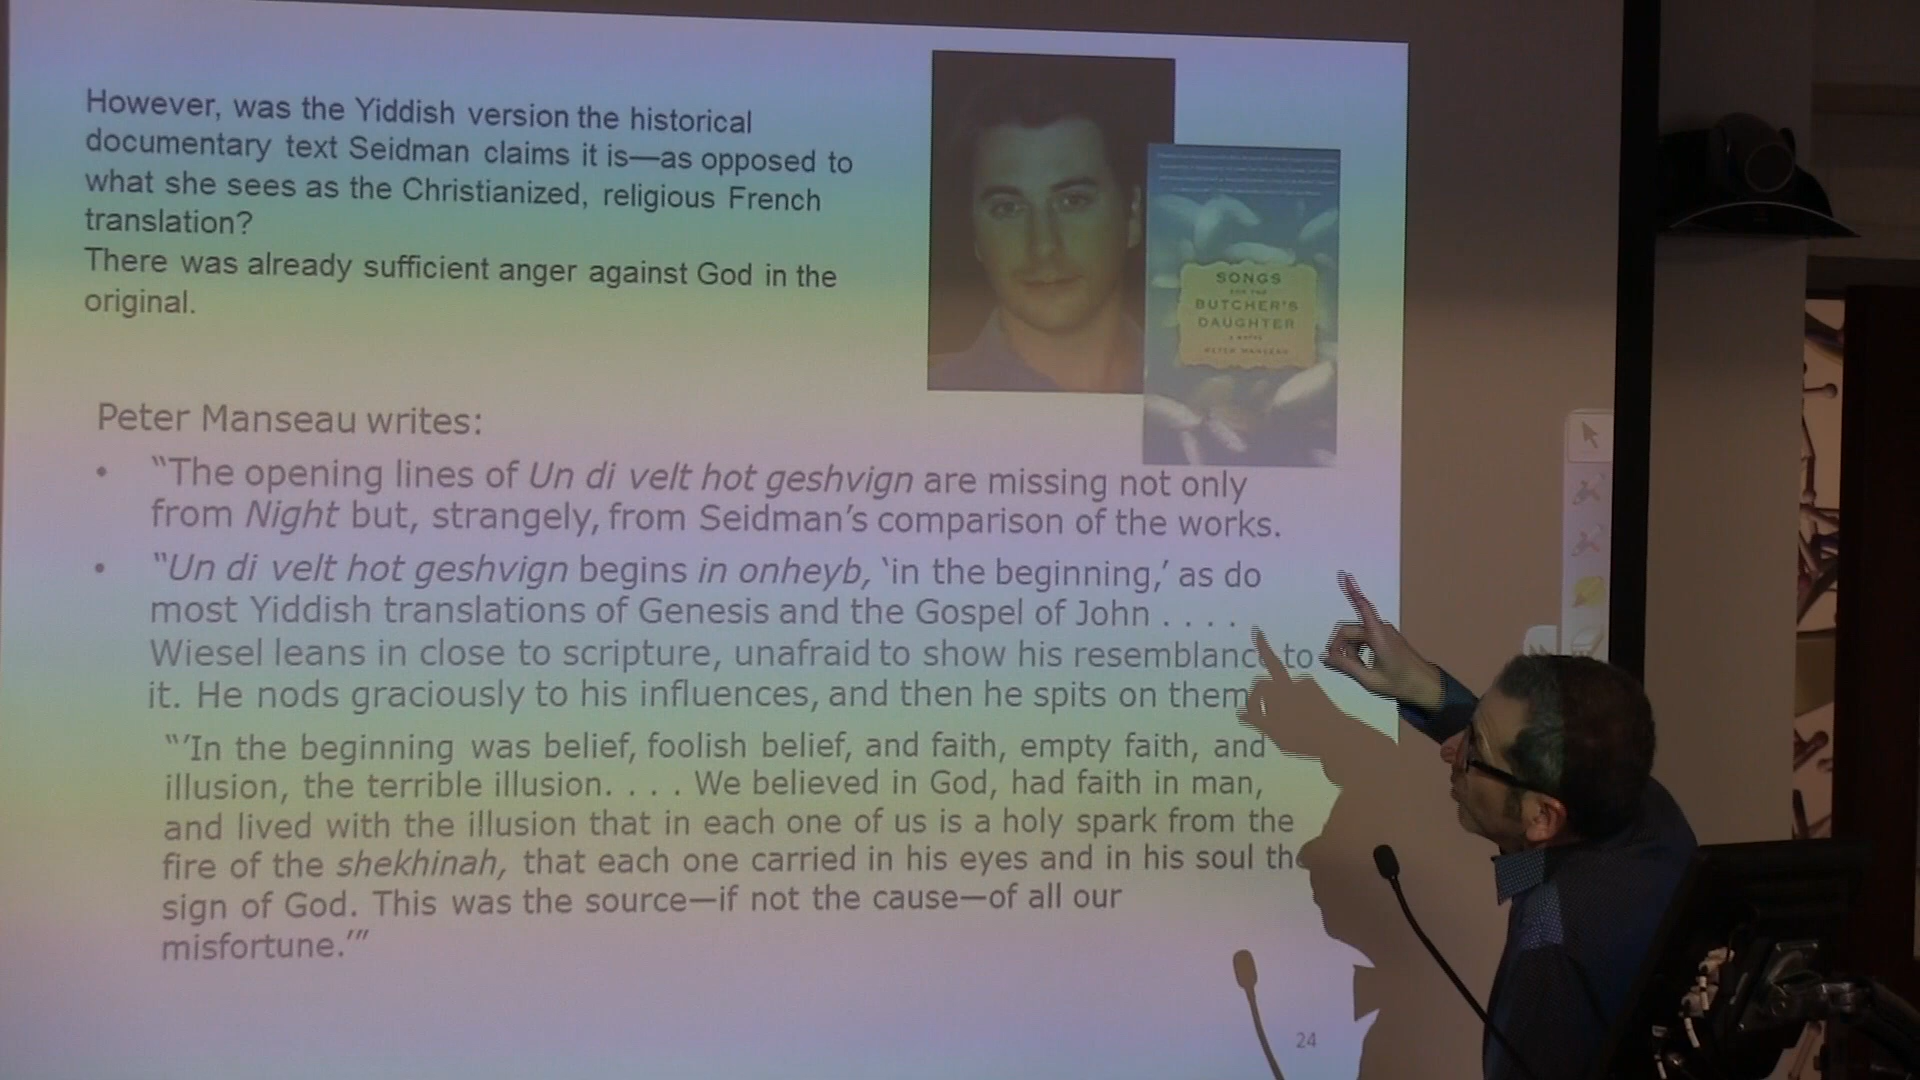 However, was the Yiddish version the historical
documentary text Seidman claims it is—as opposed to
what she sees as the Christianized, religious French
translation?
There was already sufficient anger against God in the
original.
SONGS
FOR THE
BUTCHER'S
DAUGHTER
A NOVEL
PETER MANSEAU
Peter Manseau writes:
• “The opening lines of Un di velt hot geshvign are missing not only
from Night but, strangely, from Seidman’s comparison of the works.
• “Un di velt hot geshvign begins in onheyb, ‘in the beginning,’ as do
most Yiddish translations of Genesis and the Gospel of John . . . .
Wiesel leans in close to scripture, unafraid to show his resemblance to
it. He nods graciously to his influences, and then he spits on them
“‘In the beginning was belief, foolish belief, and faith, empty faith, and
illusion, the terrible illusion. . . . We believed in God, had faith in man,
and lived with the illusion that in each one of us is a holy spark from the
fire of the shekhinah, that each one carried in his eyes and in his soul the
sign of God. This was the source—if not the cause—of all our
misfortune.’”
24